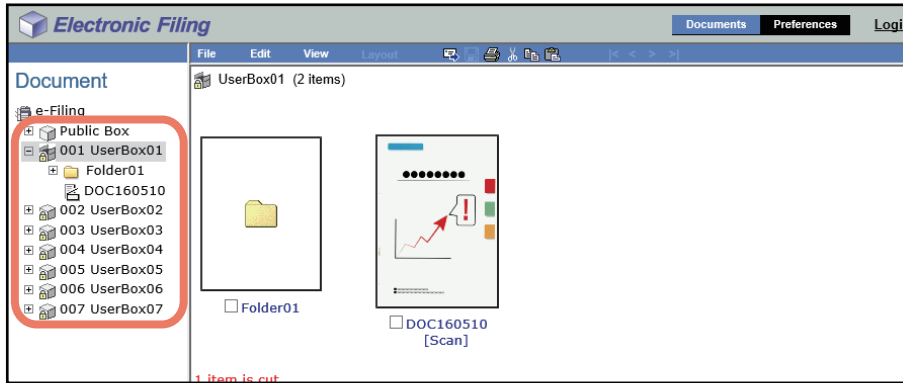 Electronic Filing
Documents Preferences Logi
File Edit View Layout |< < > >|
Document
e-Filing
Public Box
001 UserBox01
Folder01
DOC160510
002 UserBox02
003 UserBox03
004 UserBox04
005 UserBox05
006 UserBox06
007 UserBox07
UserBox01 (2 items)
!
Folder01
DOC160510
[Scan]
1 item is cut